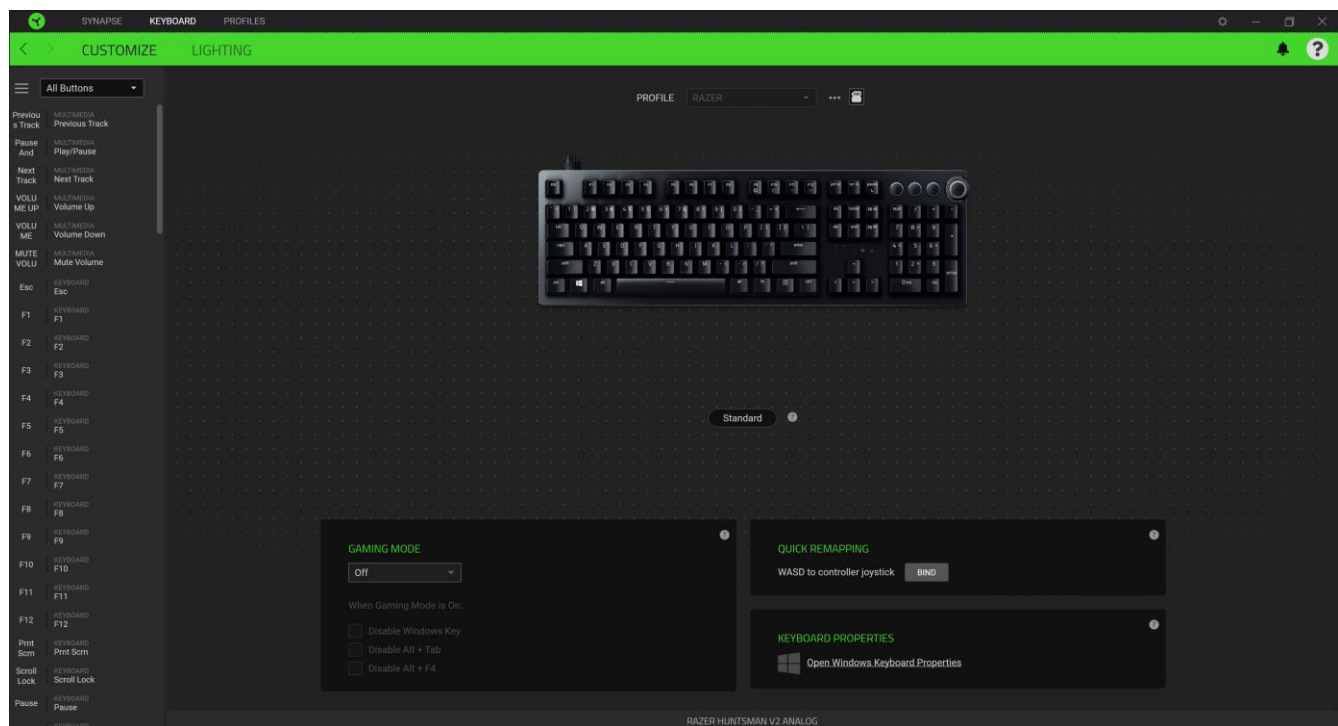 SYNAPSE KEYBOARD PROFILES
CUSTOMIZE LIGHTING
All Buttons
PROFILE RAZER
Previou
s Track
MULTIMEDIA
Previous Track
Pause
And
MULTIMEDIA
Play/Pause
Next
Track
MULTIMEDIA
Next Track
VOLU
ME UP
MULTIMEDIA
Volume Up
VOLU
ME
MULTIMEDIA
Volume Down
MUTE
VOLU
MULTIMEDIA
Mute Volume
Esc
KEYBOARD
Esc
F1
KEYBOARD
F1
F2
KEYBOARD
F2
F3
KEYBOARD
F3
F4
KEYBOARD
F4
F5
KEYBOARD
F5
F6
KEYBOARD
F6
F7
KEYBOARD
F7
F8
KEYBOARD
F8
F9
KEYBOARD
F9
F10
KEYBOARD
F10
F11
KEYBOARD
F11
F12
KEYBOARD
F12
Prnt
Scrn
KEYBOARD
Prnt Scrn
Scroll
Lock
KEYBOARD
Scroll Lock
Pause
KEYBOARD
Pause
Standard
GAMING MODE
Off
When Gaming Mode is On:
Disable Windows Key
Disable Alt + Tab
Disable Alt + F4
QUICK REMAPPING
WASD to controller joystick BIND
KEYBOARD PROPERTIES
Open Windows Keyboard Properties
RAZER HUNTSMAN V2 ANALOG